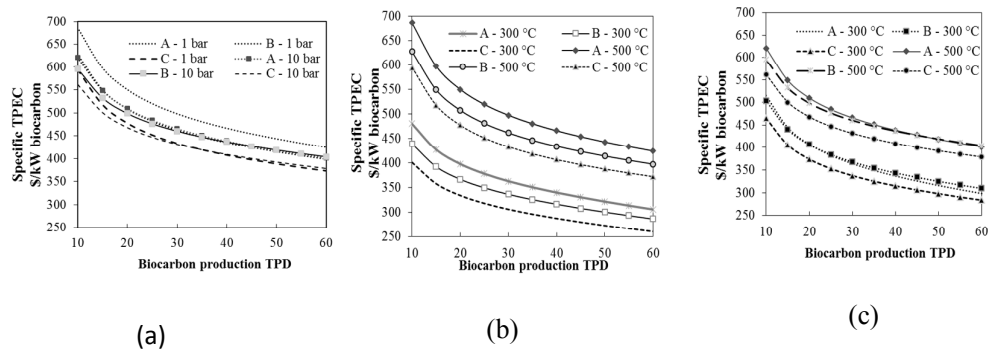 Specific TPEC
$/kW biocarbon
700
650
600
550
500
450
400
350
300
250
A - 1 bar
B - 1 bar
C - 1 bar
A - 10 bar
B - 10 bar
C - 10 bar
10 20 30 40 50 60
Biocarbon production TPD
(a)
Specific TPEC
$/kW biocarbon
700
650
600
550
500
450
400
350
300
250
A - 300 °C
B - 300 °C
C - 300 °C
A - 500 °C
B - 500 °C
C - 500 °C
10 20 30 40 50 60
Biocarbon production TPD
(b)
Specific TPEC
$/kW biocarbon
700
650
600
550
500
450
400
350
300
250
A - 300 °C
B - 300 °C
C - 300 °C
A - 500 °C
B - 500 °C
C - 500 °C
10 20 30 40 50 60
Biocarbon production TPD
(c)